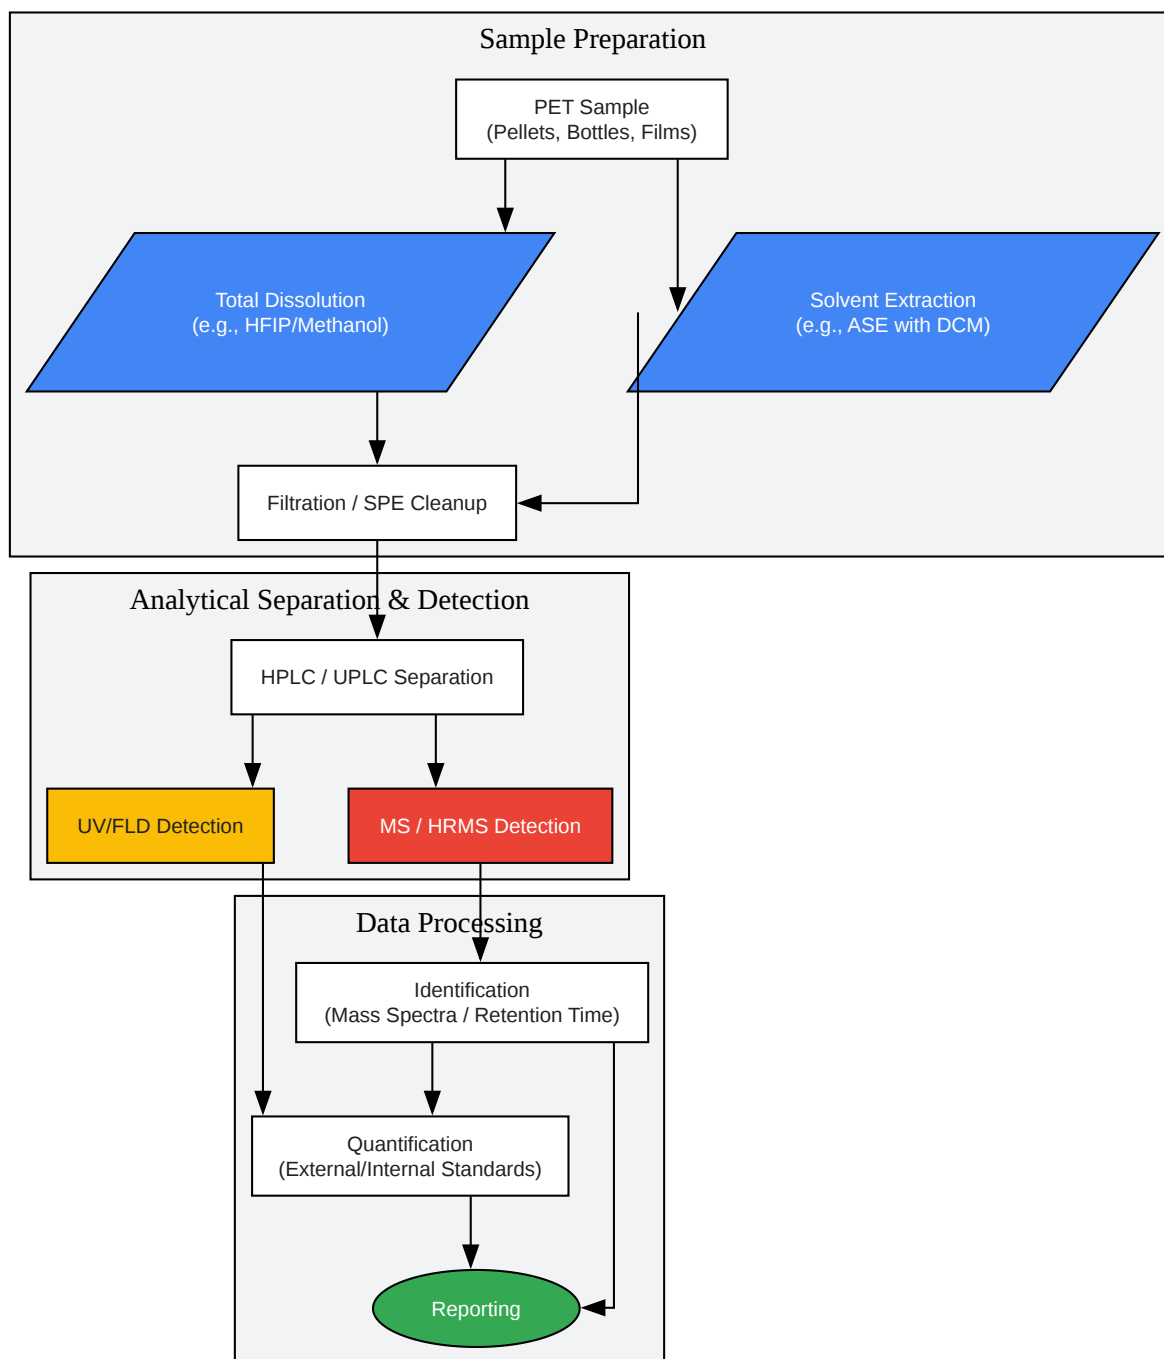 Sample Preparation
PET Sample
(Pellets, Bottles, Films)
Total Dissolution
(e.g., HFIP/Methanol)
Solvent Extraction
(e.g., ASE with DCM)
Filtration / SPE Cleanup
Analytical Separation & Detection
HPLC / UPLC Separation
UV/FLD Detection
MS / HRMS Detection
Data Processing
Identification
(Mass Spectra / Retention Time)
Quantification
(External/Internal Standards)
Reporting